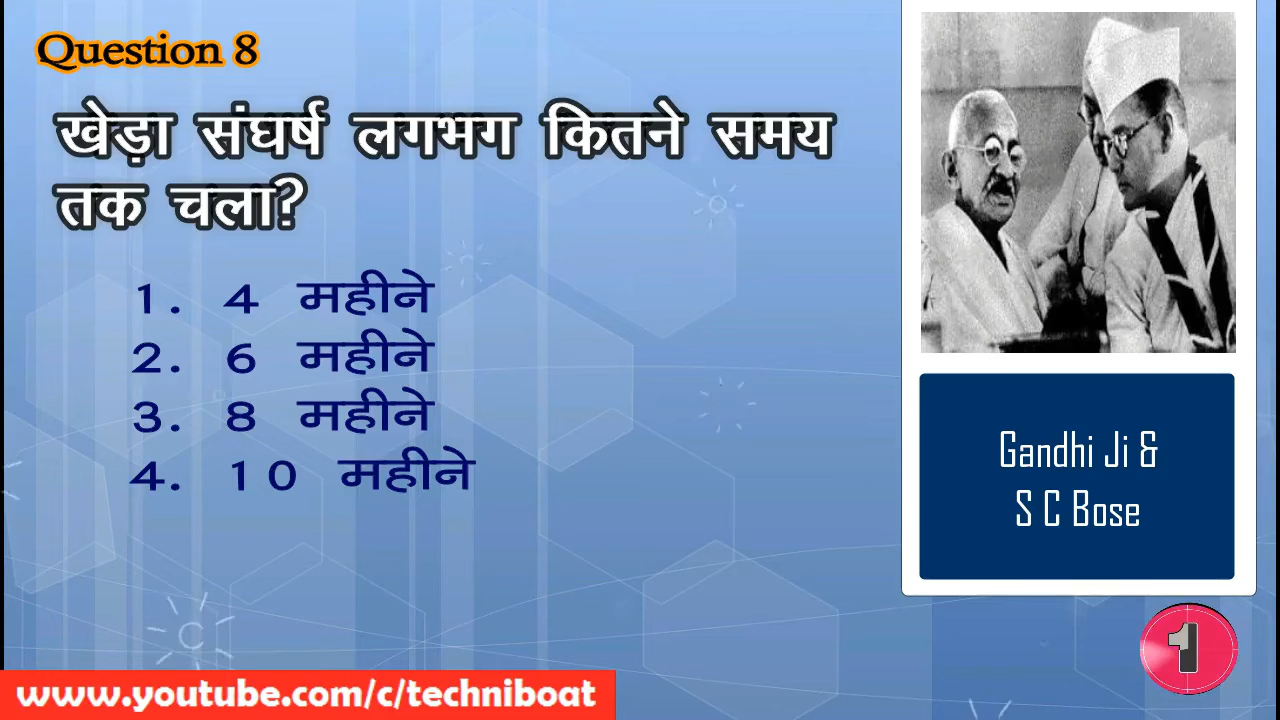 Question 8
खेड़ा संघर्ष लगभग कितने समय
तक चला?
1. 4 महीने
2. 6 महीने
3. 8 महीने
4. 10 महीने
Gandhi Ji &
S C Bose
1
www.youtube.com/c/techniboat